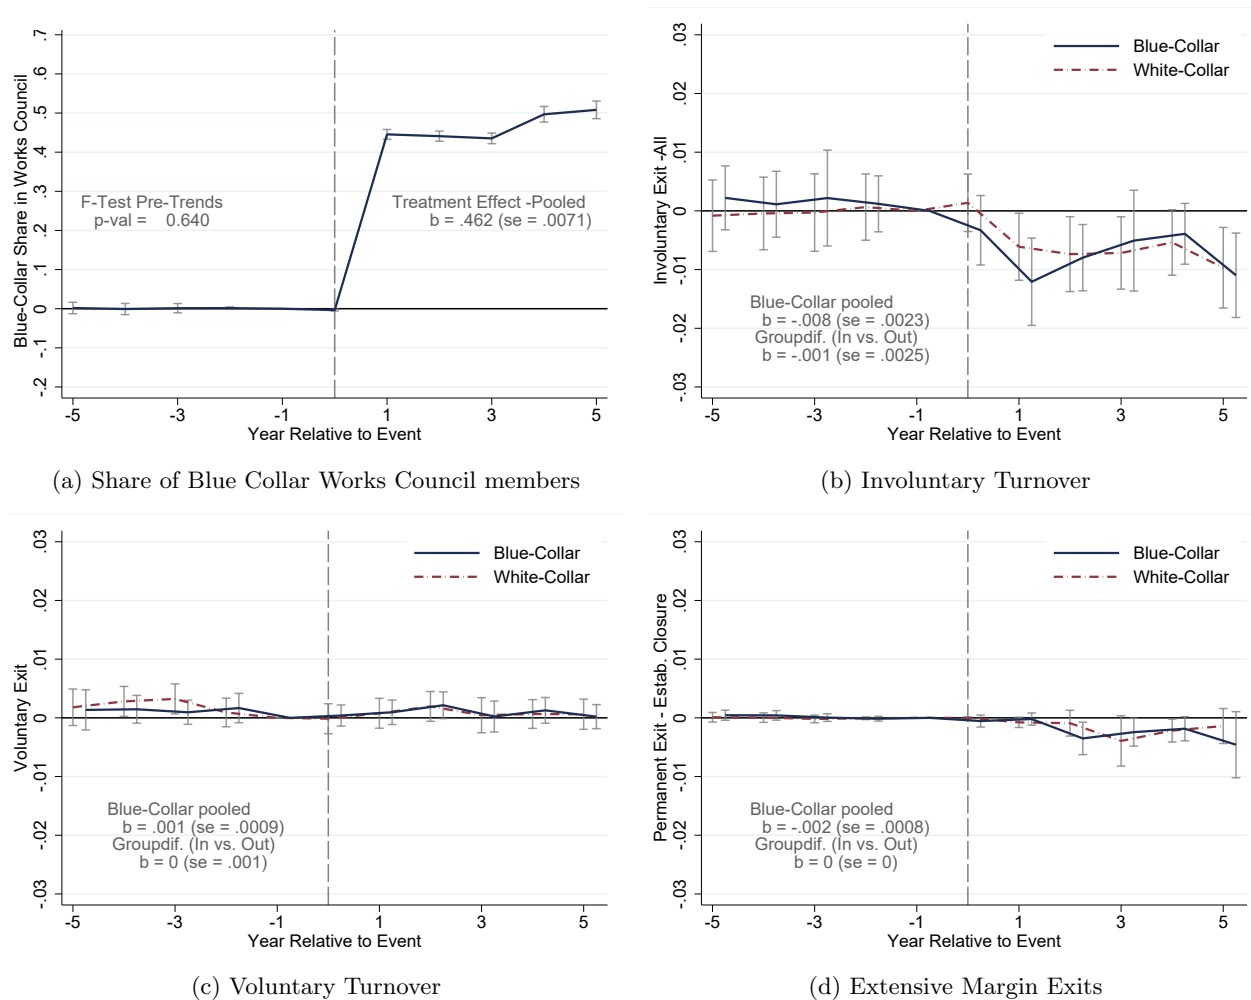 .7
.6
.5
.4
.3
.2
.1
0
-.1
-.2
Blue-Collar Share in Works Council
F-Test Pre-Trends
p-val = 0.640
Treatment Effect -Pooled
b = .462 (se = .0071)
-5 -3 -1 1 3 5
Year Relative to Event
(a) Share of Blue Collar Works Council members
.03
.02
.01
0
-.01
-.02
-.03
Involuntary Exit -All
Blue-Collar
White-Collar
Blue-Collar pooled
b = -.008 (se = .0023)
Groupdif. (In vs. Out)
b = -.001 (se = .0025)
-5 -3 -1 1 3 5
Year Relative to Event
(b) Involuntary Turnover
.03
.02
.01
0
-.01
-.02
-.03
Voluntary Exit
Blue-Collar
White-Collar
Blue-Collar pooled
b = .001 (se = .0009)
Groupdif. (In vs. Out)
b = 0 (se = .001)
-5 -3 -1 1 3 5
Year Relative to Event
(c) Voluntary Turnover
.03
.02
.01
0
-.01
-.02
-.03
Permanent Exit - Estab. Closure
Blue-Collar
White-Collar
Blue-Collar pooled
b = -.002 (se = .0008)
Groupdif. (In vs. Out)
b = 0 (se = 0)
-5 -3 -1 1 3 5
Year Relative to Event
(d) Extensive Margin Exits